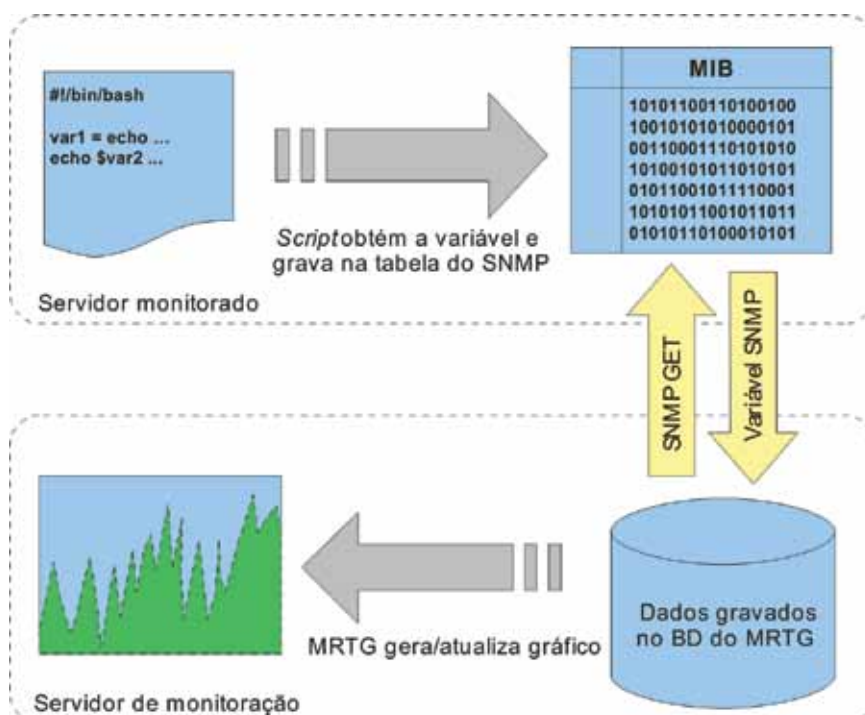 #!/bin/bash
var1 = echo ...
echo $var2 ...
Servidor monitorado
Script obtém a variável e
grava na tabela do SNMP
MIB
10101100110100100
10010101010000101
00110001110101010
10100101011010101
01011001011110001
10101011001011011
01010110100010101
SNMP GET
Variável SNMP
Dados gravados
no BD do MRTG
MRTG gera/atualiza gráfico
Servidor de monitoração